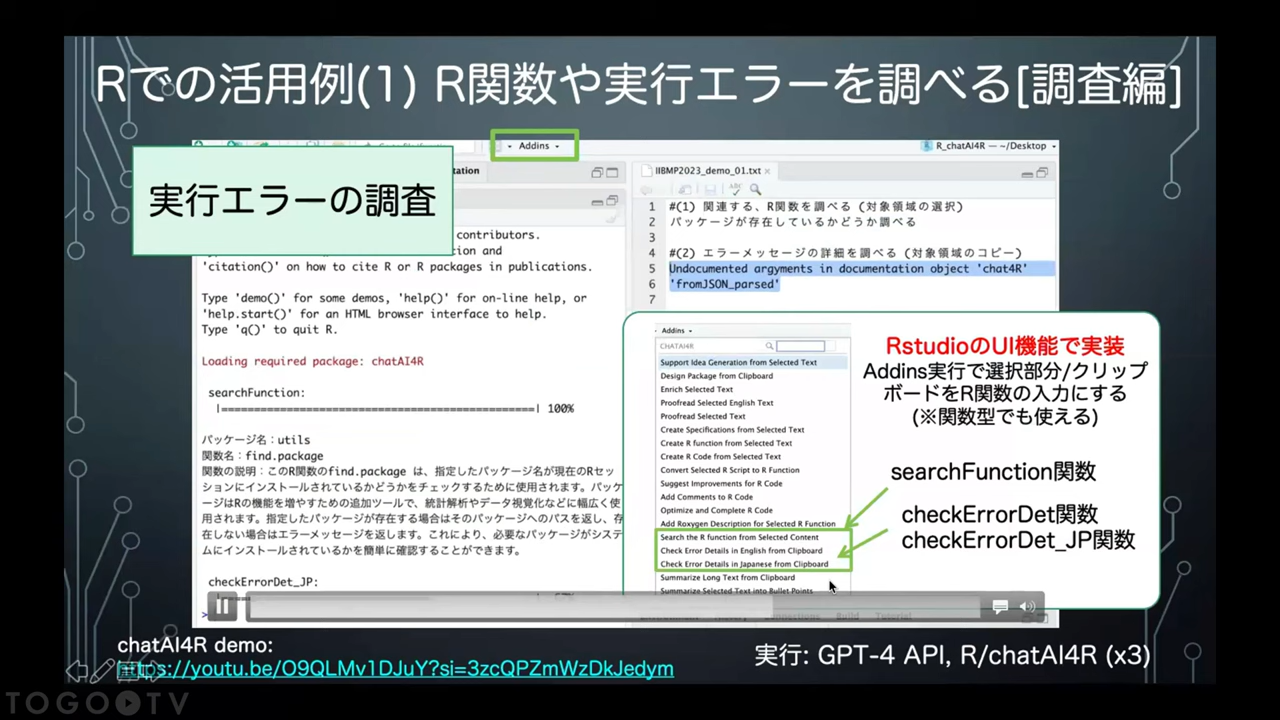 Rでの活用例(1) R関数や実行エラーを調べる[調査編]
Addins
R_chatAI4R — ~/Desktop
実行エラーの調査
IIBMP2023_demo_01.txt
1 #(1) 関連する、R関数を調べる (対象領域の選択)
2 パッケージが存在しているかどうか調べる
3
4 #(2) エラーメッセージの詳細を調べる (対象領域のコピー)
5 Undocumented argyments in documentation object 'chat4R'
6 'fromJSON_parsed'
7
contributors.
'citation()' on how to cite R or R packages in publications.
Type 'demo()' for some demos, 'help()' for on-line help, or
'help.start()' for an HTML browser interface to help.
Type 'q()' to quit R.
Loading required package: chatAI4R
searchFunction:
|==================================================| 100%
パッケージ名：utils
関数名：find.package
関数の説明：このR関数のfind.package は、指定したパッケージ名が現在のRセッ
ションにインストールされているかどうかをチェックするために使用されます。パッケ
ージはRの機能を増やすための追加ツールで、統計解析やデータ視覚化などに幅広く使
用されます。指定したパッケージが存在する場合はそのパッケージへのパスを返し、存
在しない場合はエラーメッセージを返します。これにより、必要なパッケージがシステ
ムにインストールされているかを簡単に確認することができます。
checkErrorDet_JP:
Addins
CHATAI4R
Support Idea Generation from Selected Text
Design Package from Clipboard
Enrich Selected Text
Proofread Selected English Text
Proofread Selected Text
Create Specifications from Selected Text
Create R function from Selected Text
Create R Code from Selected Text
Convert Selected R Script to R Function
Suggest Improvements for R Code
Add Comments to R Code
Optimize and Complete R Code
Add Roxygen Description for Selected R Function
Search the R function from Selected Content
Check Error Details in English from Clipboard
Check Error Details in Japanese from Clipboard
Summarize Long Text from Clipboard
Summarize Selected Text into Bullet Points
RstudioのUI機能で実装
Addins実行で選択部分/クリップ
ボードをR関数の入力にする
(※関数型でも使える)
searchFunction関数
checkErrorDet関数
checkErrorDet_JP関数
chatAI4R demo:
https://youtu.be/O9QLMv1DJuY?si=3zcQPZmWzDkJedym
実行: GPT-4 API, R/chatAI4R (x3)
TOGOTV